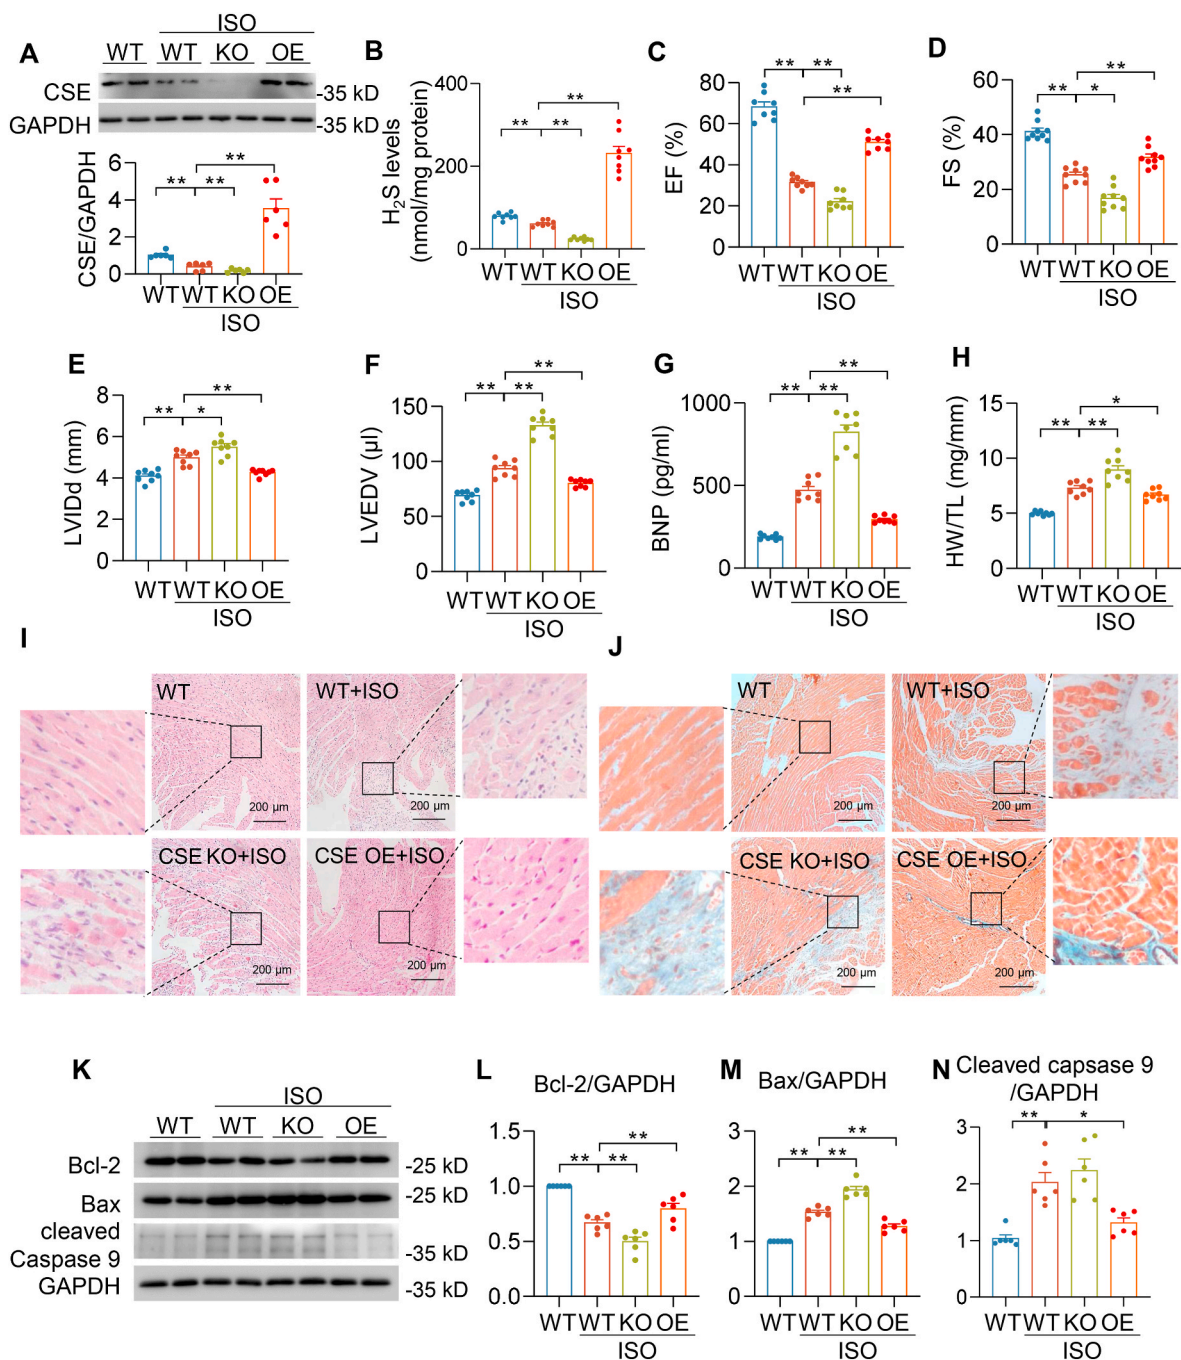 A
ISO
WT WT KO OE
CSE
-35 kD
GAPDH
-35 kD
CSE/GAPDH
6
4
2
0
** ** **
WT WT KO OE
ISO
B
H2S levels
(nmol/mg protein)
400
200
0
** ** **
WT WT KO OE
ISO
C
EF (%)
80
60
40
20
0
** ** **
WT WT KO OE
ISO
D
FS (%)
60
40
20
0
** * **
WT WT KO OE
ISO
E
LVIDd (mm)
8
6
4
2
0
** * **
WT WT KO OE
ISO
F
LVEDV (µl)
150
100
50
0
** ** **
WT WT KO OE
ISO
G
BNP (pg/ml)
1000
500
0
** ** **
WT WT KO OE
ISO
H
HW/TL (mg/mm)
15
10
5
0
** ** *
WT WT KO OE
ISO
I
WT
200 µm
WT+ISO
200 µm
CSE KO+ISO
200 µm
CSE OE+ISO
200 µm
J
WT
200 µm
WT+ISO
200 µm
CSE KO+ISO
200 µm
CSE OE+ISO
200 µm
K
ISO
WT WT KO OE
Bcl-2
-25 kD
Bax
-25 kD
cleaved
Caspase 9
-35 kD
GAPDH
-35 kD
L
Bcl-2/GAPDH
1.5
1.0
0.5
0.0
** ** **
WT WT KO OE
ISO
M
Bax/GAPDH
3
2
1
0
** ** **
WT WT KO OE
ISO
N
Cleaved capsase 9
/GAPDH
3
2
1
0
** *
WT WT KO OE
ISO